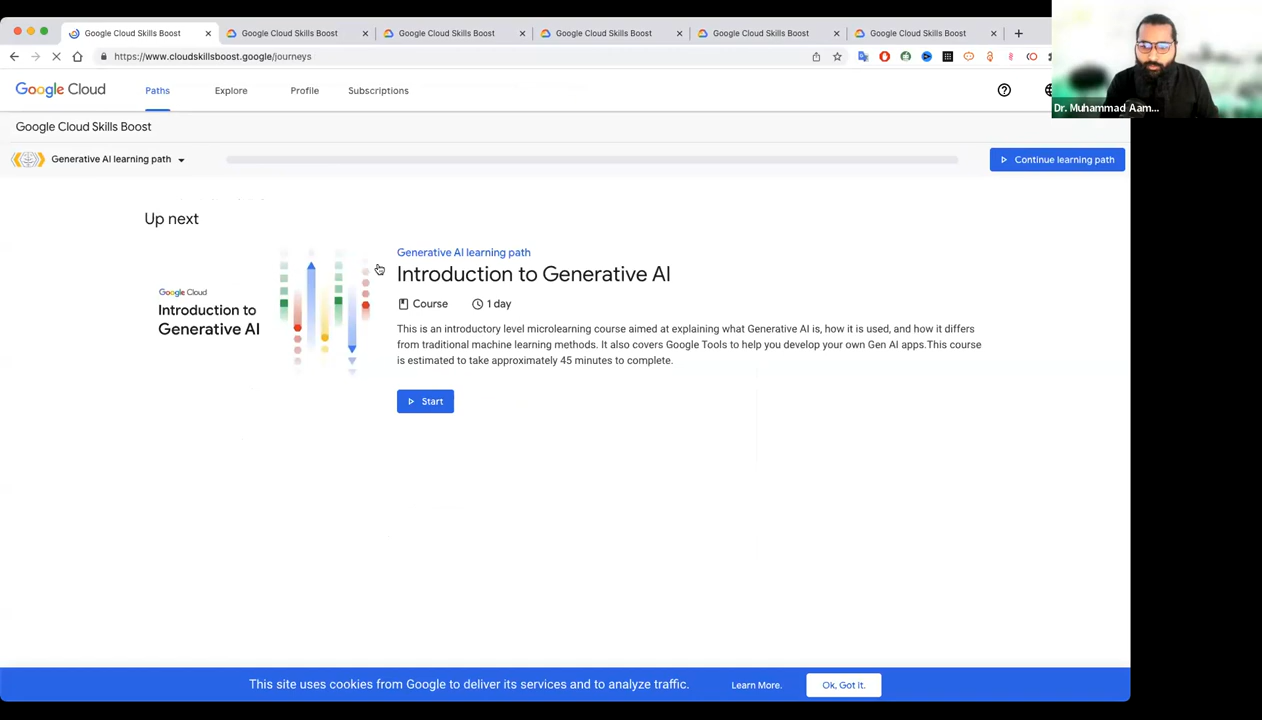 Google Cloud Skills Boost
Google Cloud Skills Boost
Google Cloud Skills Boost
Google Cloud Skills Boost
Google Cloud Skills Boost
Google Cloud Skills Boost
https://www.cloudskillsboost.google/journeys
Google Cloud
Paths
Explore
Profile
Subscriptions
Dr. Muhammad Aam...
Google Cloud Skills Boost
Generative AI learning path
Continue learning path
Up next
Google Cloud
Introduction to
Generative AI
Generative AI learning path
Introduction to Generative AI
Course
1 day
This is an introductory level microlearning course aimed at explaining what Generative AI is, how it is used, and how it differs
from traditional machine learning methods. It also covers Google Tools to help you develop your own Gen AI apps.This course
is estimated to take approximately 45 minutes to complete.
Start
This site uses cookies from Google to deliver its services and to analyze traffic.
Learn More.
Ok, Got It.